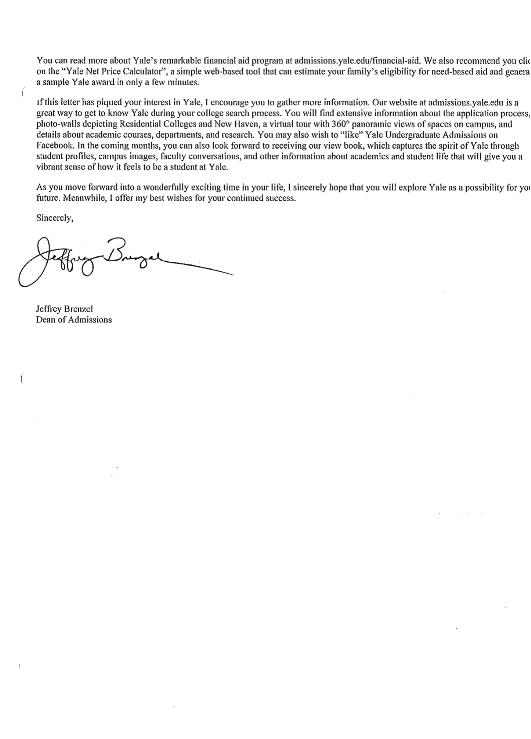 You can read more about Yale's remarkable financial aid program at admissions.yale.edu/financial-aid. We also recommend you clic
on the “Yale Net Price Calculator”, a simple web-based tool that can estimate your family's eligibility for need-based aid and genera
a sample Yale award in only a few minutes.
If this letter has piqued your interest in Yale, I encourage you to gather more information. Our website at admissions.yale.edu is a
great way to get to know Yale during your college search process. You will find extensive information about the application process,
photo-walls depicting Residential Colleges and New Haven, a virtual tour with 360° panoramic views of spaces on campus, and
details about academic courses, departments, and research. You may also wish to “like” Yale Undergraduate Admissions on
Facebook. In the coming months, you can also look forward to receiving our view book, which captures the spirit of Yale through
student profiles, campus images, faculty conversations, and other information about academics and student life that will give you a
vibrant sense of how it feels to be a student at Yale.
As you move forward into a wonderfully exciting time in your life, I sincerely hope that you will explore Yale as a possibility for you
future. Meanwhile, I offer my best wishes for your continued success.
Sincerely,
Jeffrey Brenzel
Jeffrey Brenzel
Dean of Admissions